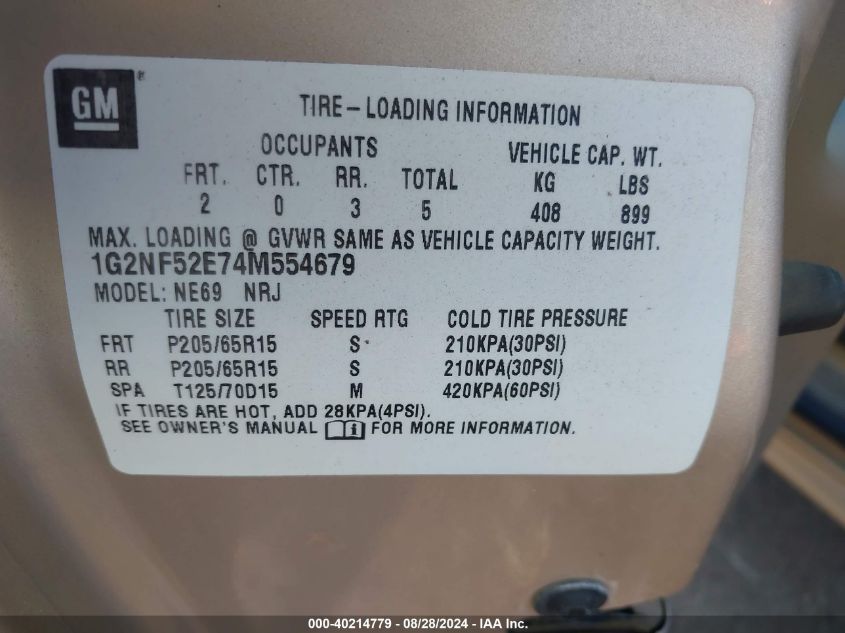 GM ®
TIRE-LOADING INFORMATION
OCCUPANTS VEHICLE CAP. WT.
FRT. CTR. RR. TOTAL KG LBS
2 0 3 5 408 899
MAX. LOADING @ GVWR SAME AS VEHICLE CAPACITY WEIGHT.
1G2NF52E74M554679
MODEL: NE69 NRJ
TIRE SIZE SPEED RTG COLD TIRE PRESSURE
FRT P205/65R15 S 210KPA(30PSI)
RR P205/65R15 S 210KPA(30PSI)
SPA T125/70D15 M 420KPA(60PSI)
IF TIRES ARE HOT, ADD 28KPA(4PSI).
SEE OWNER'S MANUAL FOR MORE INFORMATION.
000-40214779 - 08/28/2024 - IAA Inc.